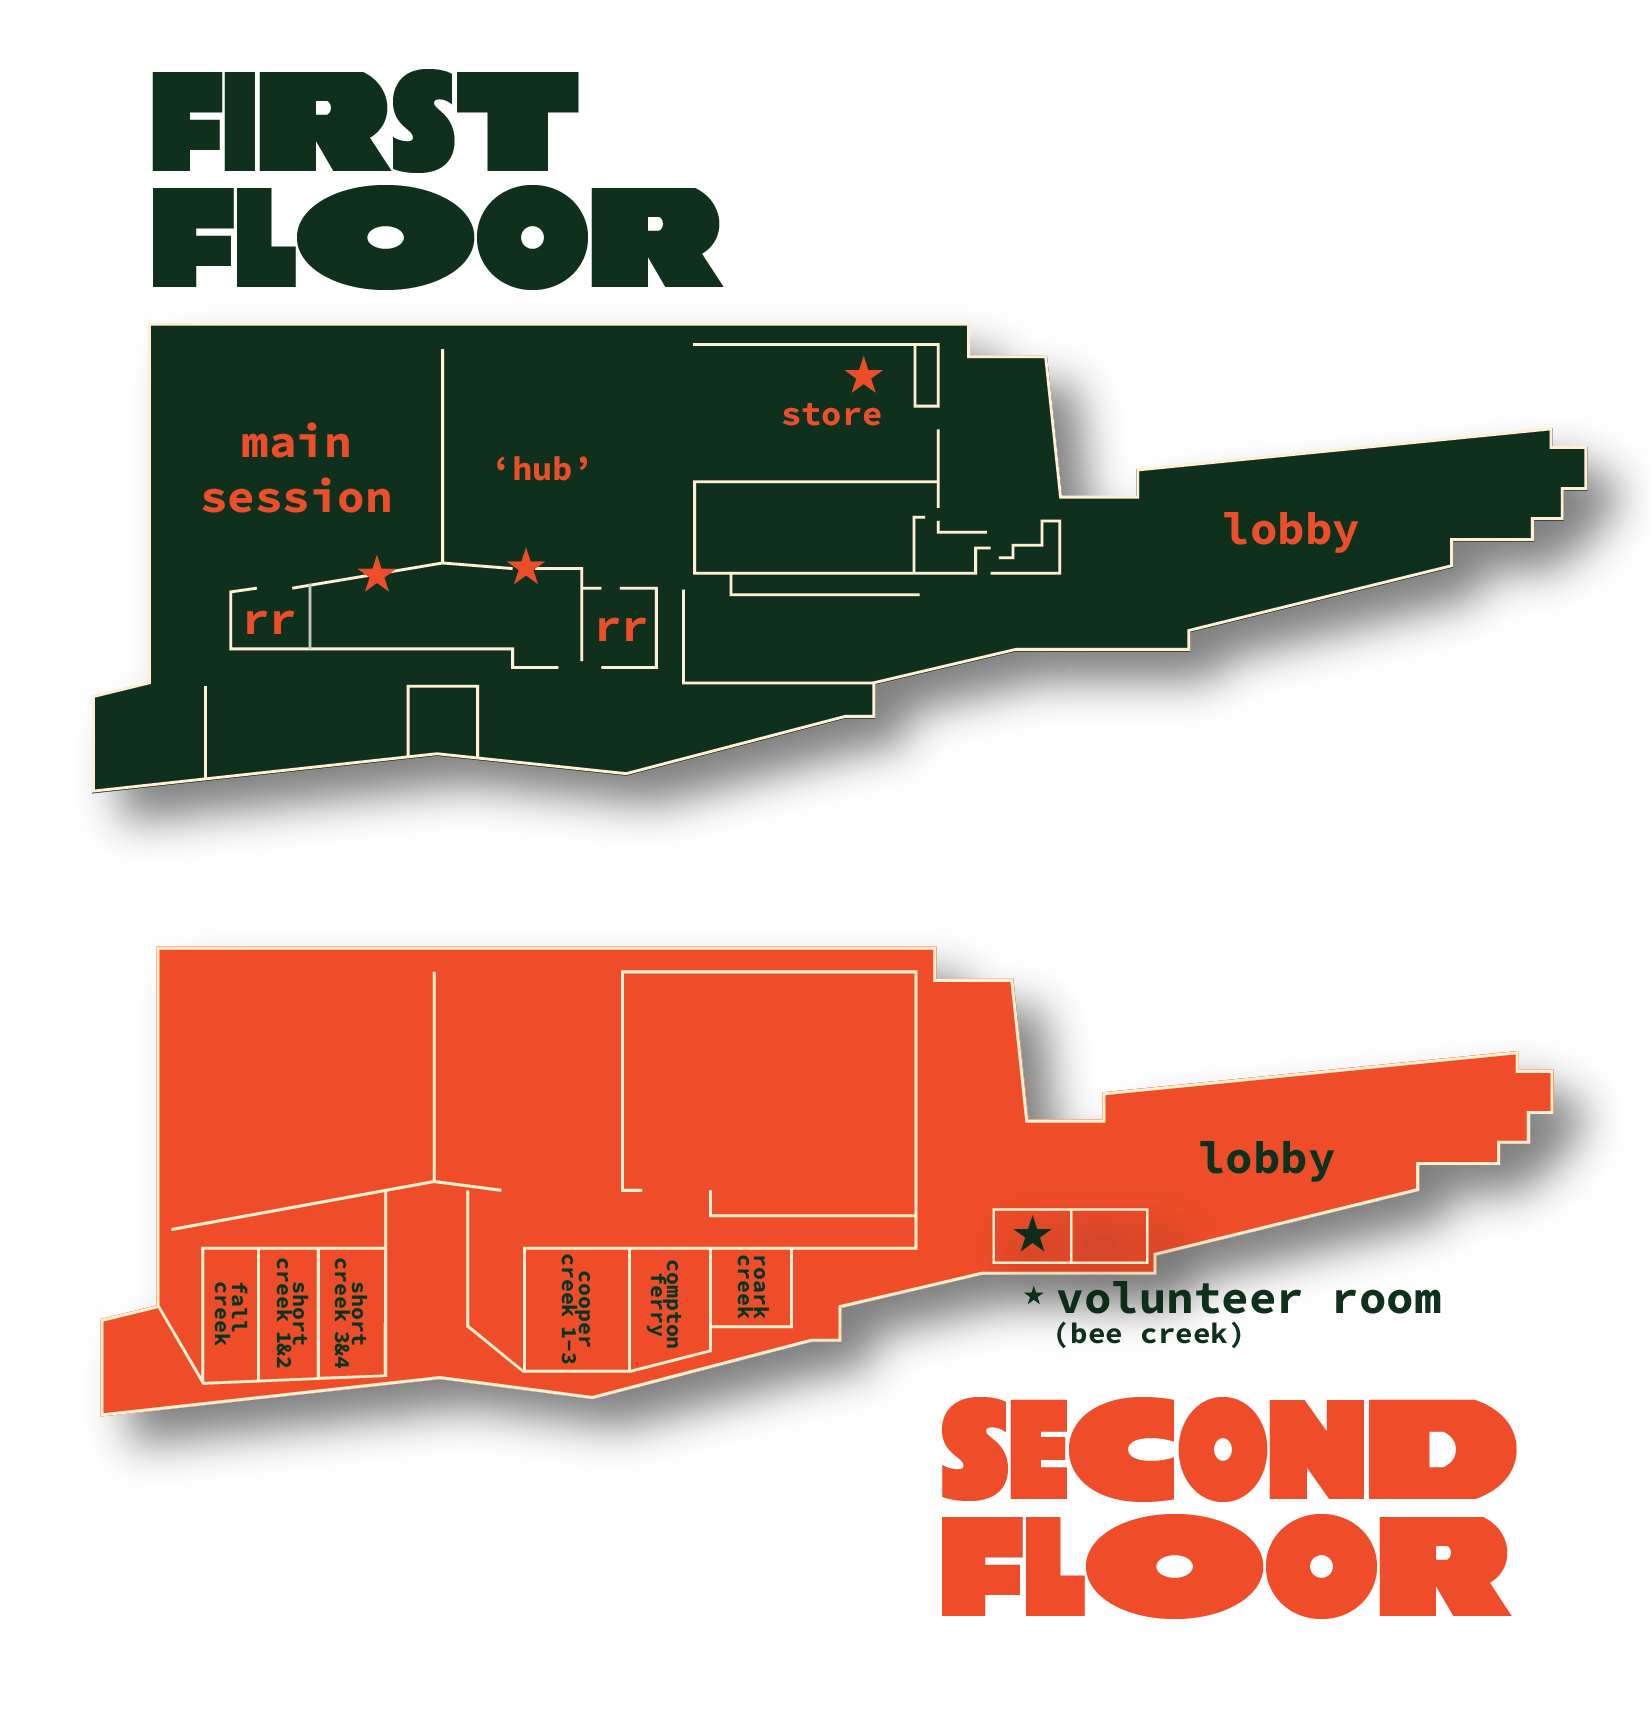 FIRST
FLOOR
main
session
‘hub’
store
lobby
rr
rr
lobby
fall
creek
short
creek 1&2
short
creek 3&4
cooper
creek 1-3
compton
ferry
roark
creek
★ volunteer room
(bee creek)
SECOND
FLOOR